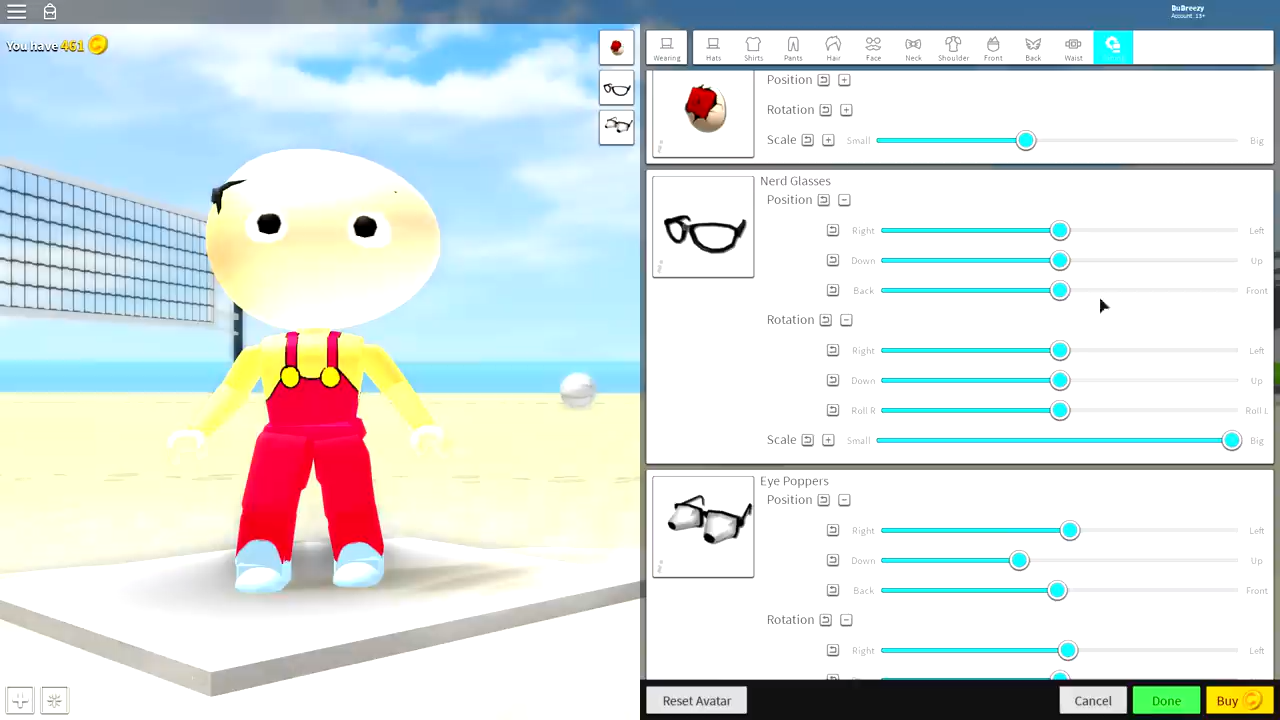 BuBreezy
Account: 13+
You have 461
Wearing
Hats
Shirts
Pants
Hair
Face
Neck
Shoulder
Front
Back
Waist
Position
Rotation
Scale
Small
Big
Nerd Glasses
Position
Right
Left
Down
Up
Back
Front
Rotation
Right
Left
Down
Up
Roll R
Roll L
Scale
Small
Big
Eye Poppers
Position
Right
Left
Down
Up
Back
Front
Rotation
Right
Left
Reset Avatar
Cancel
Done
Buy